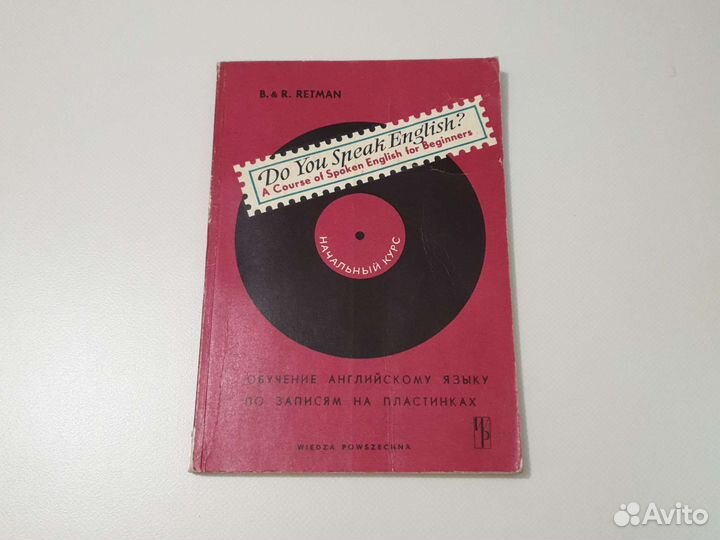 B. & R. RETMAN
Do You Speak English?
A Course of Spoken English for Beginners
НАЧАЛЬНЫЙ КУРС
ОБУЧЕНИЕ АНГЛИЙСКОМУ ЯЗЫКУ
ПО ЗАПИСЯМ НА ПЛАСТИНКАХ
WIEDZA POWSZECHNA
Avito